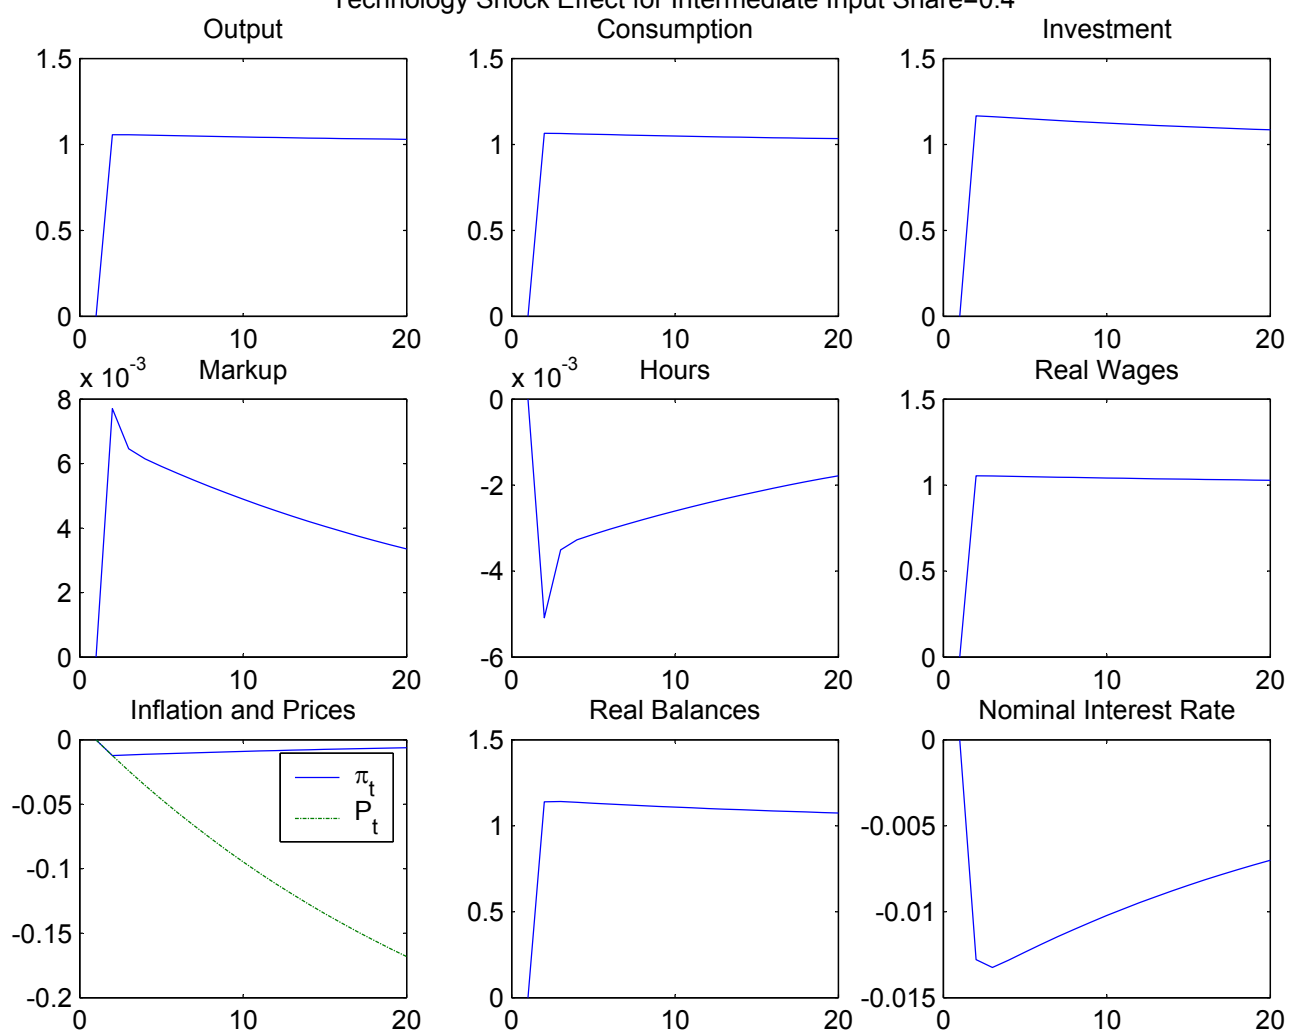 Technology Shock Effect for Intermediate Input Share=0.4
Output Consumption Investment
1.5 1.5 1.5
1 1 1
0.5 0.5 0.5
0 0 0
0 10 20 0 10 20 0 10 20
x 10^-3 Markup x 10^-3 Hours Real Wages
8 0 1.5
6 -2 1
4 -4 0.5
2 -6 0
0
0 10 20 0 10 20 0 10 20
Inflation and Prices Real Balances Nominal Interest Rate
0 1.5 0
-0.05 1 -0.005
-0.1 0.5 -0.01
-0.15 0 -0.015
-0.2
π_t
P_t
0 10 20 0 10 20 0 10 20